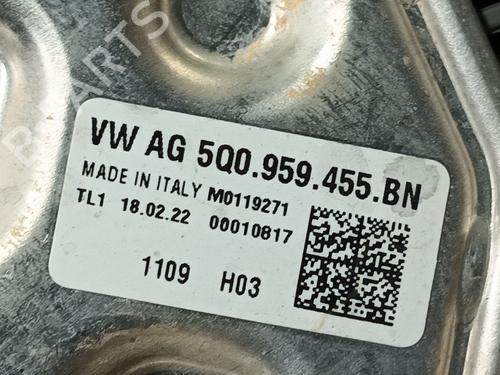 VW AG 5Q0.959.455.BN
MADE IN ITALY M0119271
TL1 18.02.22 00010817
1109 H03